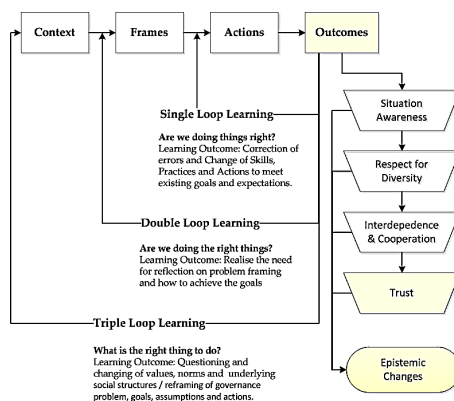 Context
Frames
Actions
Outcomes
Single Loop Learning
Are we doing things right?
Learning Outcome: Correction of
errors and Change of Skills,
Practices and Actions to meet
existing goals and expectations.
Double Loop Learning
Are we doing the right things?
Learning Outcome: Realise the need
for reflection on problem framing
and how to achieve the goals
Triple Loop Learning
What is the right thing to do?
Learning Outcome: Questioning and
changing of values, norms and underlying
social structures / reframing of governance
problem, goals, assumptions and actions.
Situation
Awareness
Respect for
Diversity
Interdepedence
& Cooperation
Trust
Epistemic
Changes